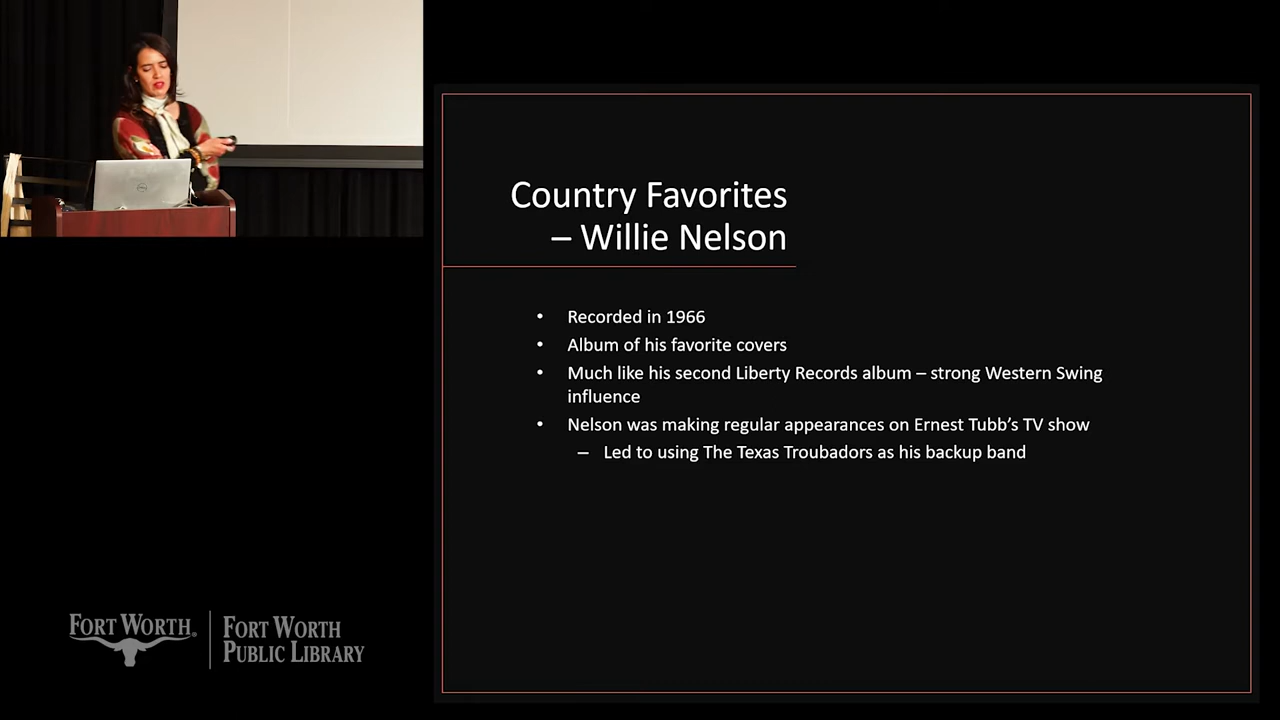 Country Favorites
– Willie Nelson
• Recorded in 1966
• Album of his favorite covers
• Much like his second Liberty Records album – strong Western Swing
influence
• Nelson was making regular appearances on Ernest Tubb's TV show
– Led to using The Texas Troubadors as his backup band
FORT WORTH®
FORT WORTH
PUBLIC LIBRARY